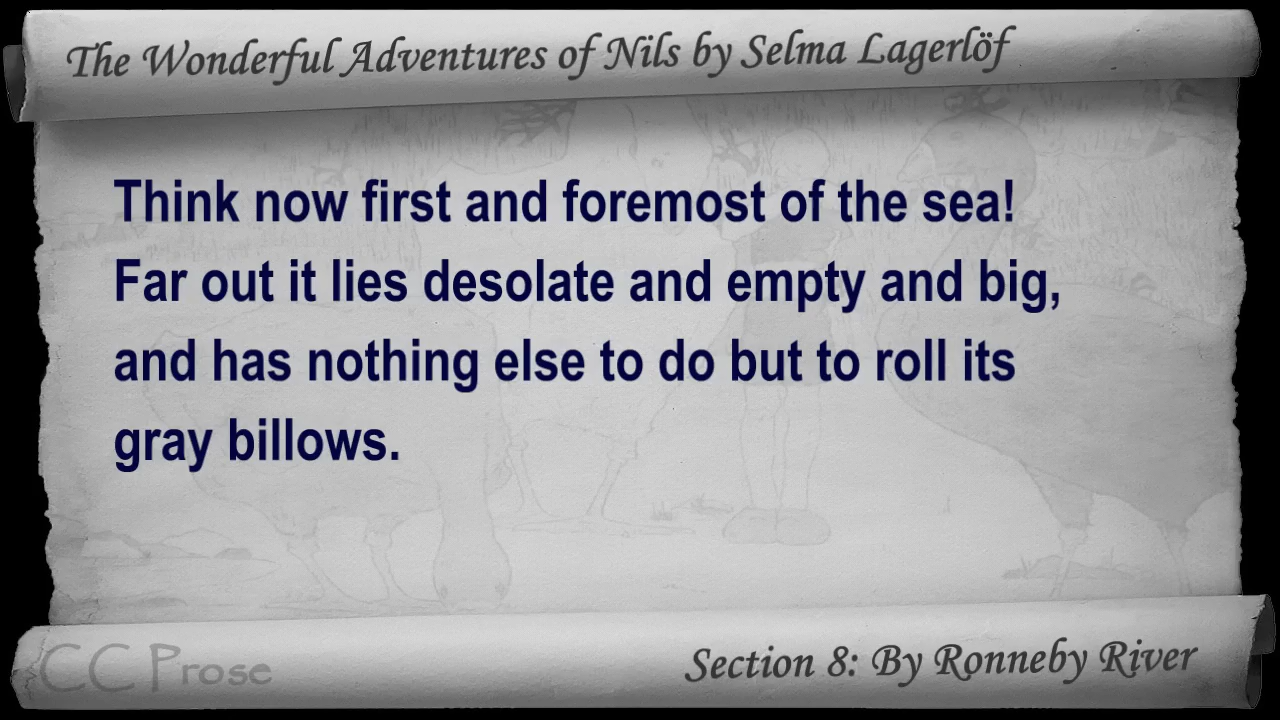 The Wonderful Adventures of Nils by Selma Lagerlöf
Think now first and foremost of the sea!
Far out it lies desolate and empty and big,
and has nothing else to do but to roll its
gray billows.
CC Prose
Section 8: By Ronneby River